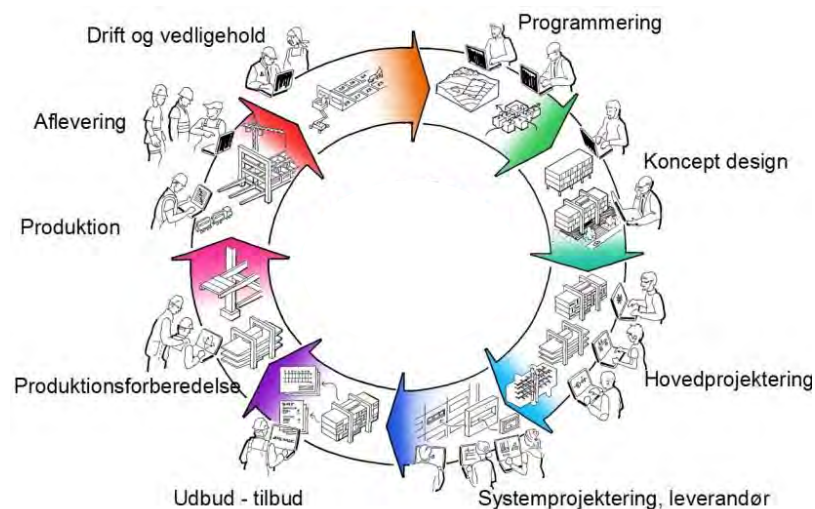 Drift og vedligehold
Programmering
Aflevering
Koncept design
Produktion
Hovedprojektering
Produktionsforberedelse
Udbud - tilbud
Systemprojektering, leverandør